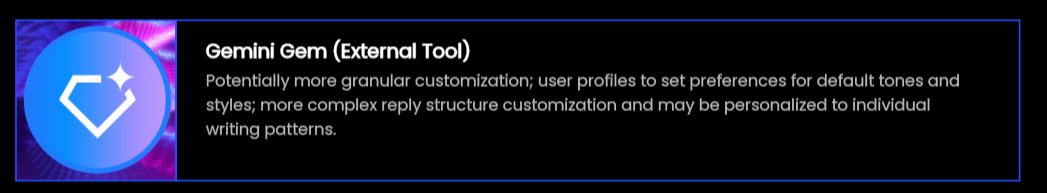 Gemini Gem (External Tool)
Potentially more granular customization; user profiles to set preferences for default tones and
styles; more complex reply structure customization and may be personalized to individual
writing patterns.